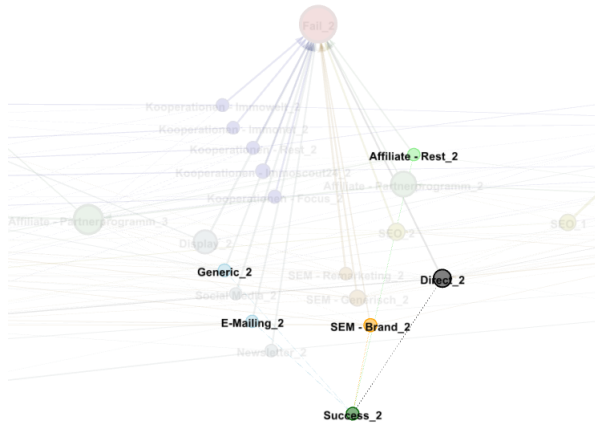 Fail_2
Kooperationen - Immowelt_2
Kooperationen - Immonet_2
Kooperationen - Rest_2
Affiliate - Rest_2
Kooperationen - Immoscout24_2
Affiliate - Partnerprogramm_2
Kooperationen - Focus_2
Affiliate - Partnerprogramm_3
SEO_1
SEO_2
Display_2
Generic_2
SEM - Remarketing_2
Direct_2
Social Media_2
SEM - Generisch_2
E-Mailing_2
SEM - Brand_2
Newsletter_2
Success_2